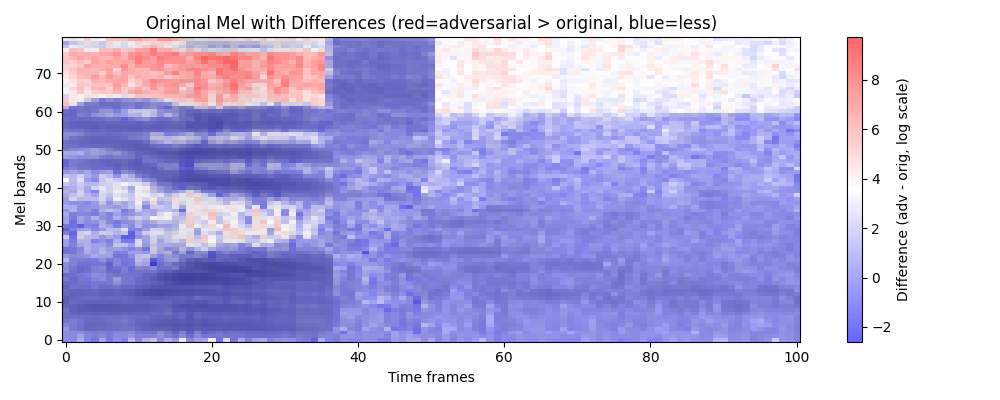 Original Mel with Differences (red=adversarial > original, blue=less)
Mel bands
70
60
50
40
30
20
10
0
0 20 40 60 80 100
Time frames
8
6
4
2
0
−2
Difference (adv - orig, log scale)